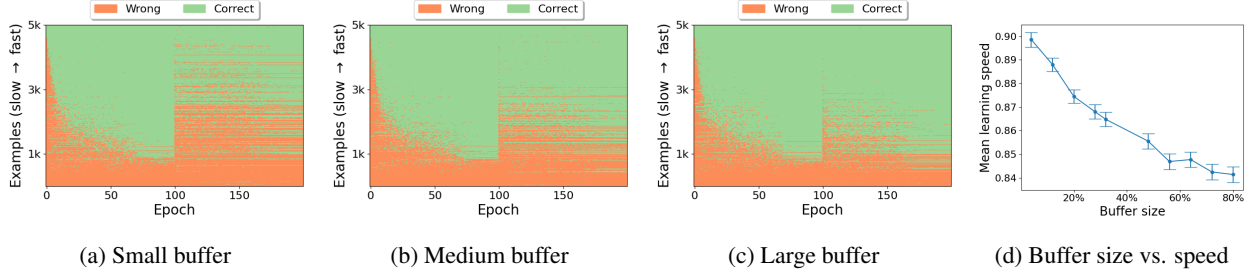 Wrong Correct
5k
3k
1k
Examples (slow → fast)
0 50 100 150
Epoch
(a) Small buffer
Wrong Correct
5k
3k
1k
Examples (slow → fast)
0 50 100 150
Epoch
(b) Medium buffer
Wrong Correct
5k
3k
1k
Examples (slow → fast)
0 50 100 150
Epoch
(c) Large buffer
0.90
0.89
0.88
0.87
0.86
0.85
0.84
Mean learning speed
20% 40% 60% 80%
Buffer size
(d) Buffer size vs. speed